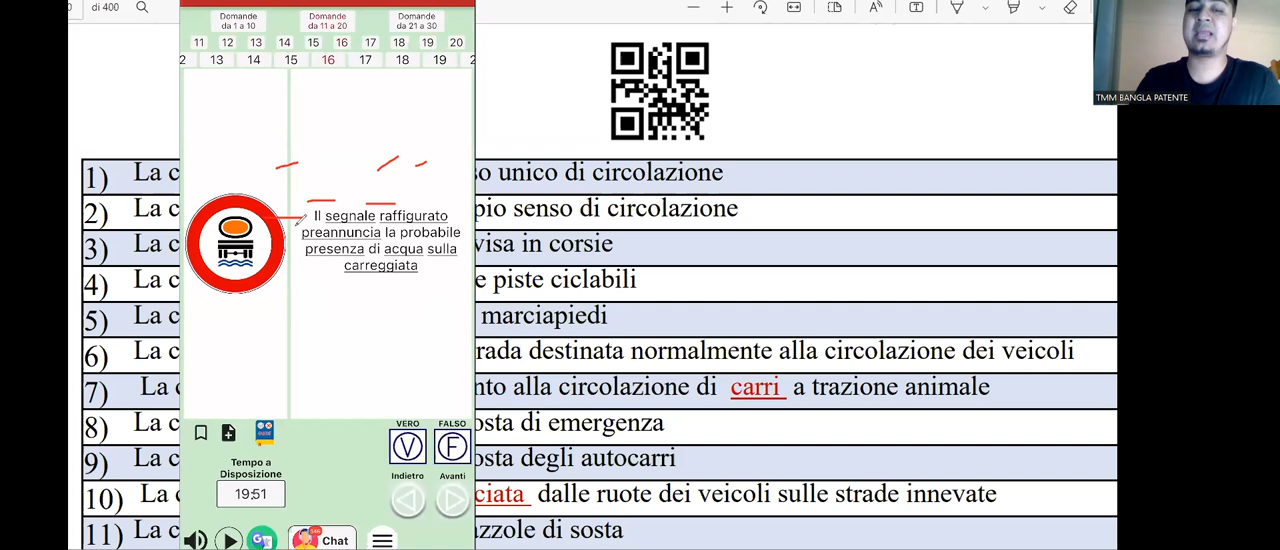 di 400
Domande da 1 a 10
Domande da 11 a 20
Domande da 21 a 30
11 12 13 14 15 16 17 18 19 20
2 13 14 15 16 17 18 19 2
TMM BANGLA PATENTE
Il segnale raffigurato
preannuncia la probabile
presenza di acqua sulla
carreggiata
VERO FALSO
V F
Tempo a
Disposizione
19:51
Indietro Avanti
Chat
1) La c so unico di circolazione
2) La c pio senso di circolazione
3) La c visa in corsie
4) La c e piste ciclabili
5) La c marciapiedi
6) La c rada destinata normalmente alla circolazione dei veicoli
7) La c nto alla circolazione di carri a trazione animale
8) La c osta di emergenza
9) La c osta degli autocarri
10) La c ciata dalle ruote dei veicoli sulle strade innevate
11) La c azzole di sosta